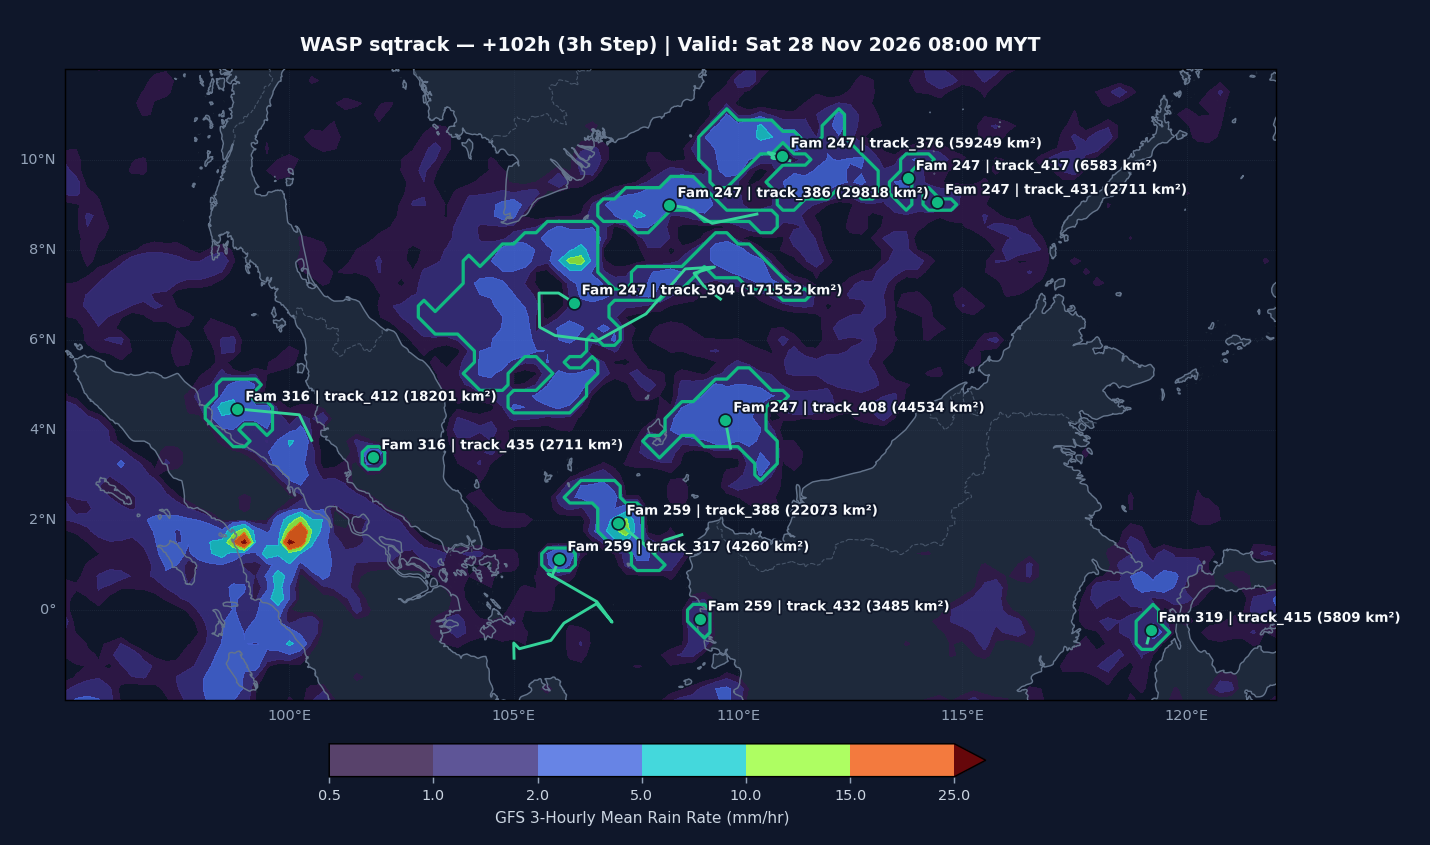 WASP sqtrack — +102h (3h Step) | Valid: Sat 28 Nov 2026 08:00 MYT
Fam 247 | track_376 (59249 km²)
10°N
Fam 247 | track_417 (6583 km²)
Fam 247 | track_386 (29818 km²)
Fam 247 | track_431 (2711 km²)
8°N
Fam 247 | track_304 (171552 km²)
6°N
Fam 316 | track_412 (18201 km²)
Fam 247 | track_408 (44534 km²)
4°N
Fam 316 | track_435 (2711 km²)
2°N
Fam 259 | track_388 (22073 km²)
Fam 259 | track_317 (4260 km²)
0°
Fam 259 | track_432 (3485 km²)
Fam 319 | track_415 (5809 km²)
100°E 105°E 110°E 115°E 120°E
0.5 1.0 2.0 5.0 10.0 15.0 25.0
GFS 3-Hourly Mean Rain Rate (mm/hr)